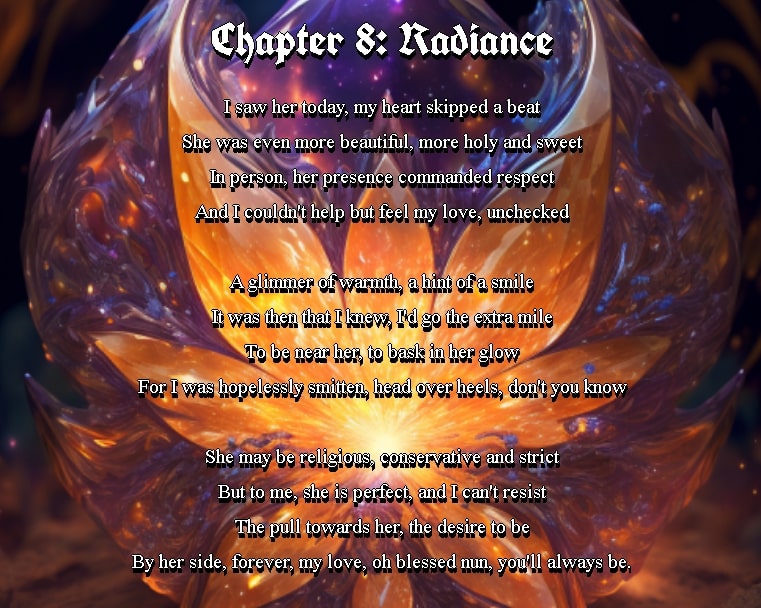 Chapter 8: Radiance
I saw her today, my heart skipped a beat
She was even more beautiful, more holy and sweet
In person, her presence commanded respect
And I couldn't help but feel my love, unchecked
A glimmer of warmth, a hint of a smile
It was then that I knew, I'd go the extra mile
To be near her, to bask in her glow
For I was hopelessly smitten, head over heels, don't you know
She may be religious, conservative and strict
But to me, she is perfect, and I can't resist
The pull towards her, the desire to be
By her side, forever, my love, oh blessed nun, you'll always be.